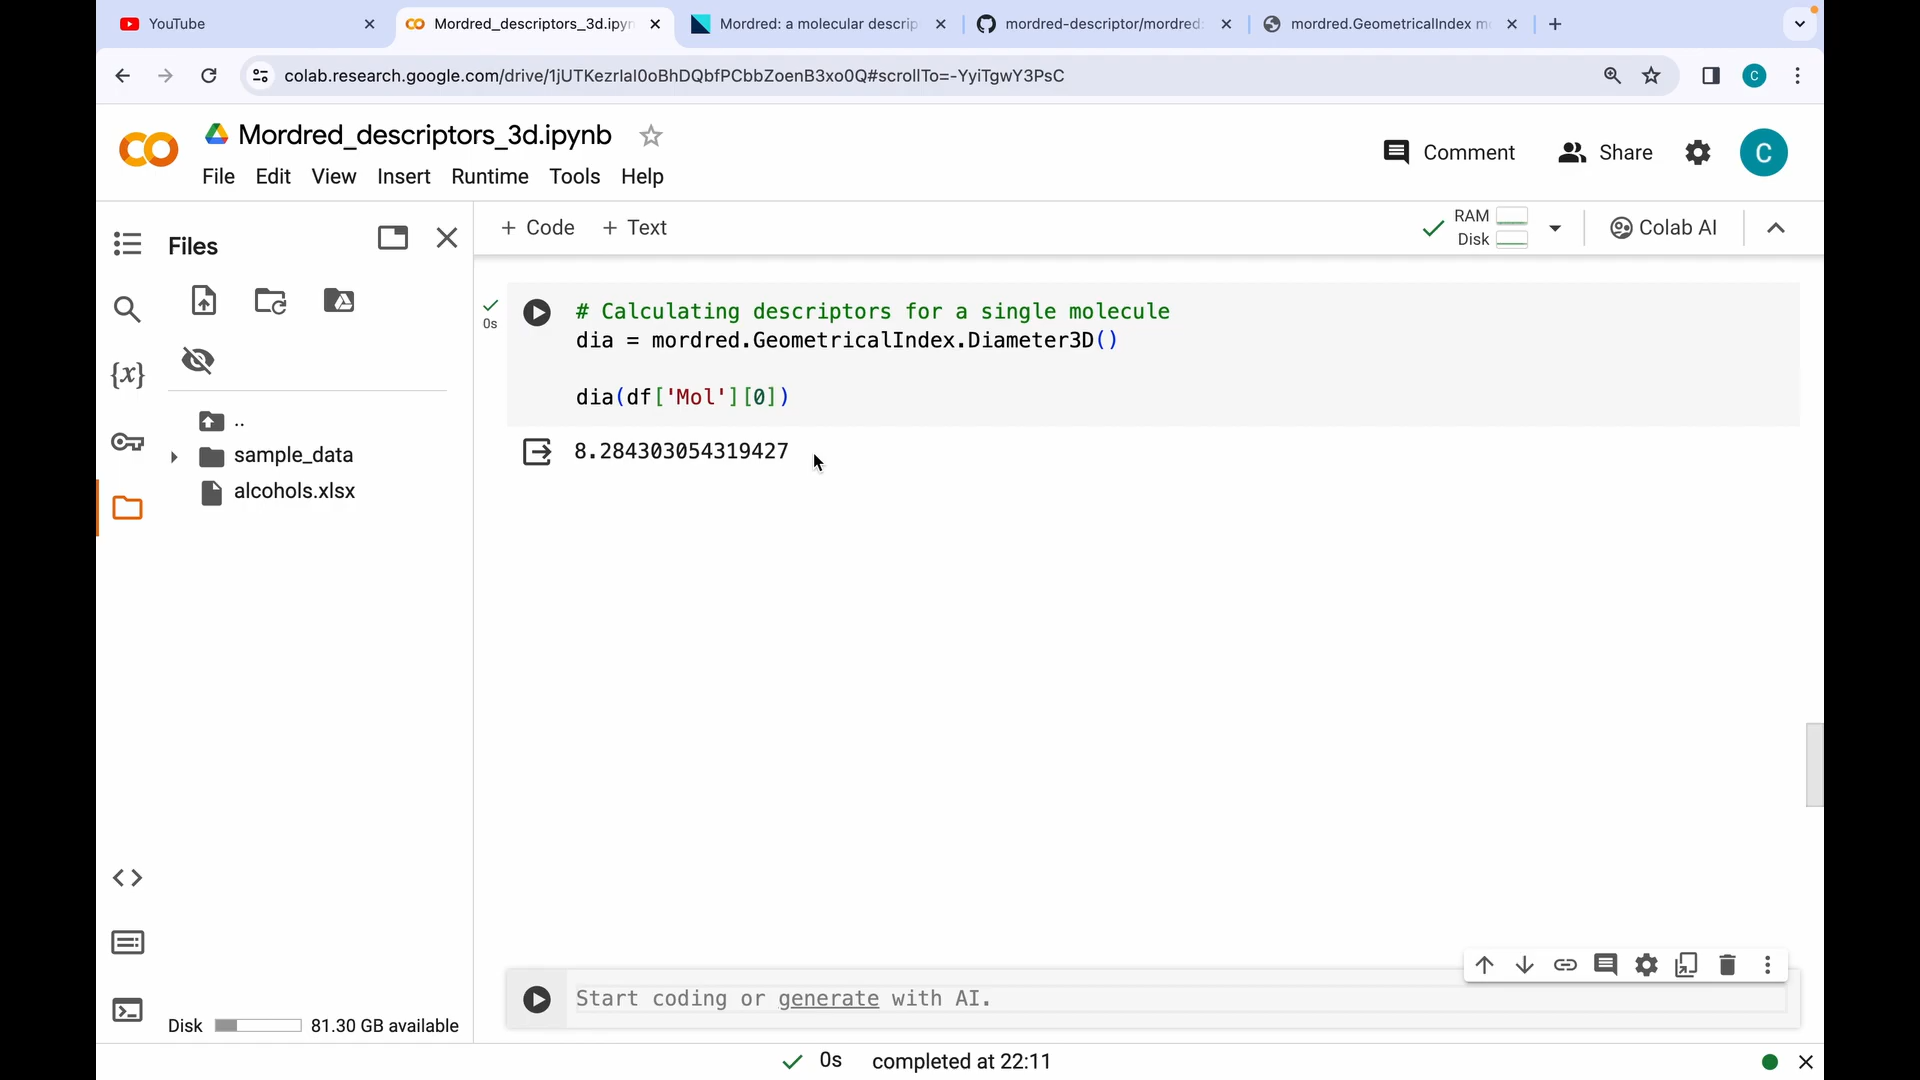 YouTube
Mordred_descriptors_3d.ipyn
Mordred: a molecular descrip
mordred-descriptor/mordred:
mordred.GeometricalIndex m
colab.research.google.com/drive/1jUTKezrlaI0oBhDQbfPCbbZoenB3xo0Q#scrollTo=-YyiTgwY3PsC
C
Mordred_descriptors_3d.ipynb
Comment
Share
C
File Edit View Insert Runtime Tools Help
Files
+ Code + Text
RAM
Disk
Colab AI
{x}
0s
# Calculating descriptors for a single molecule
dia = mordred.GeometricalIndex.Diameter3D()
dia(df['Mol'][0])
8.284303054319427
..
sample_data
alcohols.xlsx
Start coding or generate with AI.
Disk 81.30 GB available
0s completed at 22:11